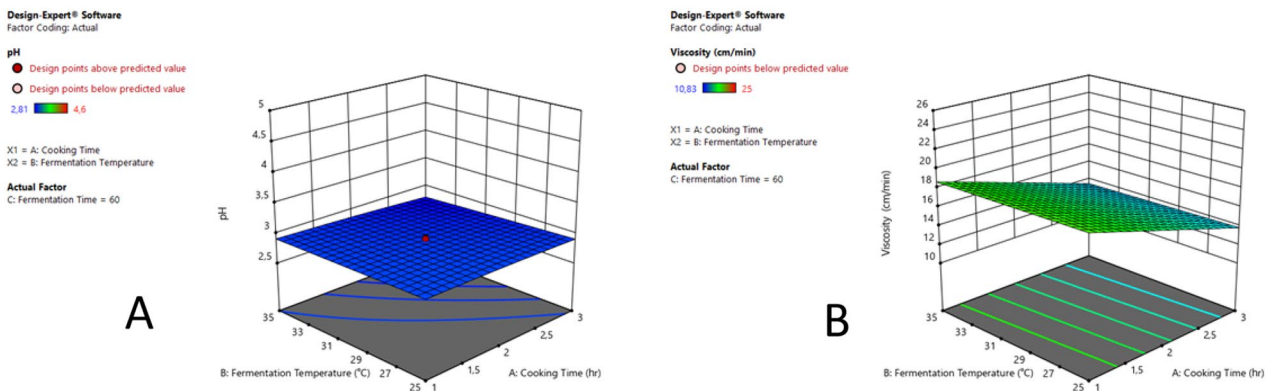 Design-Expert® Software
Factor Coding: Actual
pH
Design points above predicted value
Design points below predicted value
2,81 4,6
X1 = A: Cooking Time
X2 = B: Fermentation Temperature
Actual Factor
C: Fermentation Time = 60
5
4,5
4
3,5
3
2,5
pH
35
33
31
29
27
25
1
1,5
2
2,5
3
B: Fermentation Temperature (°C)
A: Cooking Time (hr)
A
Design-Expert® Software
Factor Coding: Actual
Viscosity (cm/min)
Design points below predicted value
10,83 25
X1 = A: Cooking Time
X2 = B: Fermentation Temperature
Actual Factor
C: Fermentation Time = 60
26
24
22
20
18
16
14
12
10
Viscosity (cm/min)
35
33
31
29
27
25
1
1,5
2
2,5
3
B: Fermentation Temperature (°C)
A: Cooking Time (hr)
B